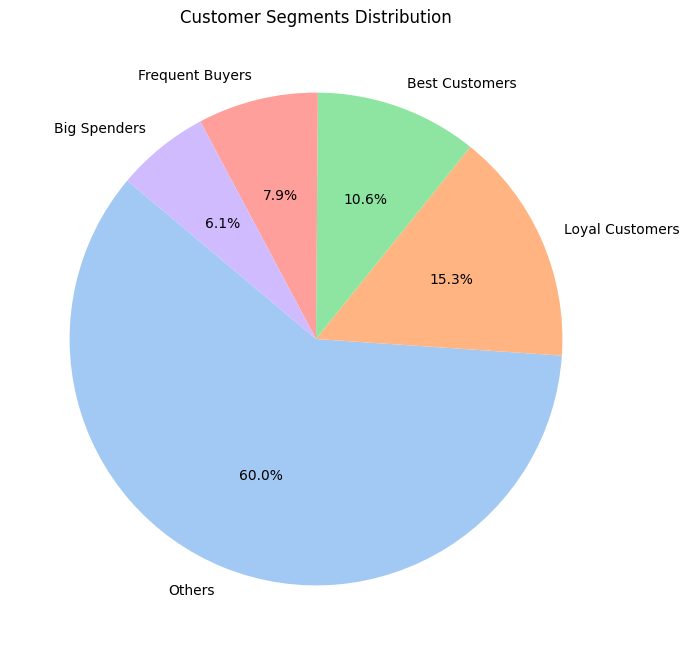 Customer Segments Distribution
Frequent Buyers
Best Customers
Big Spenders
7.9%
10.6%
6.1%
Loyal Customers
15.3%
60.0%
Others